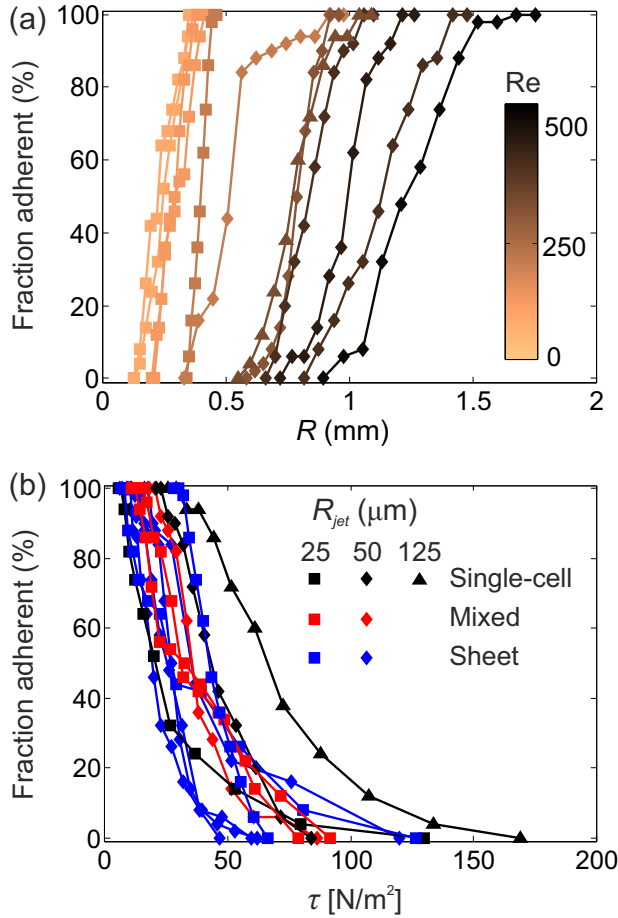 (a)
Fraction adherent (%)
100
80
60
40
20
0
0
0.5
1
1.5
2
R (mm)
Re
500
250
0
(b)
Fraction adherent (%)
100
80
60
40
20
0
0
50
100
150
200
τ [N/m²]
R_jet (μm)
25 50 125
Single-cell
Mixed
Sheet